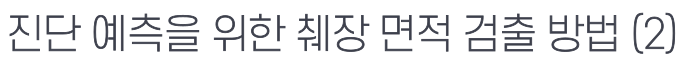 진단 예측을 위한 췌장 면적 검출 방법 (2)